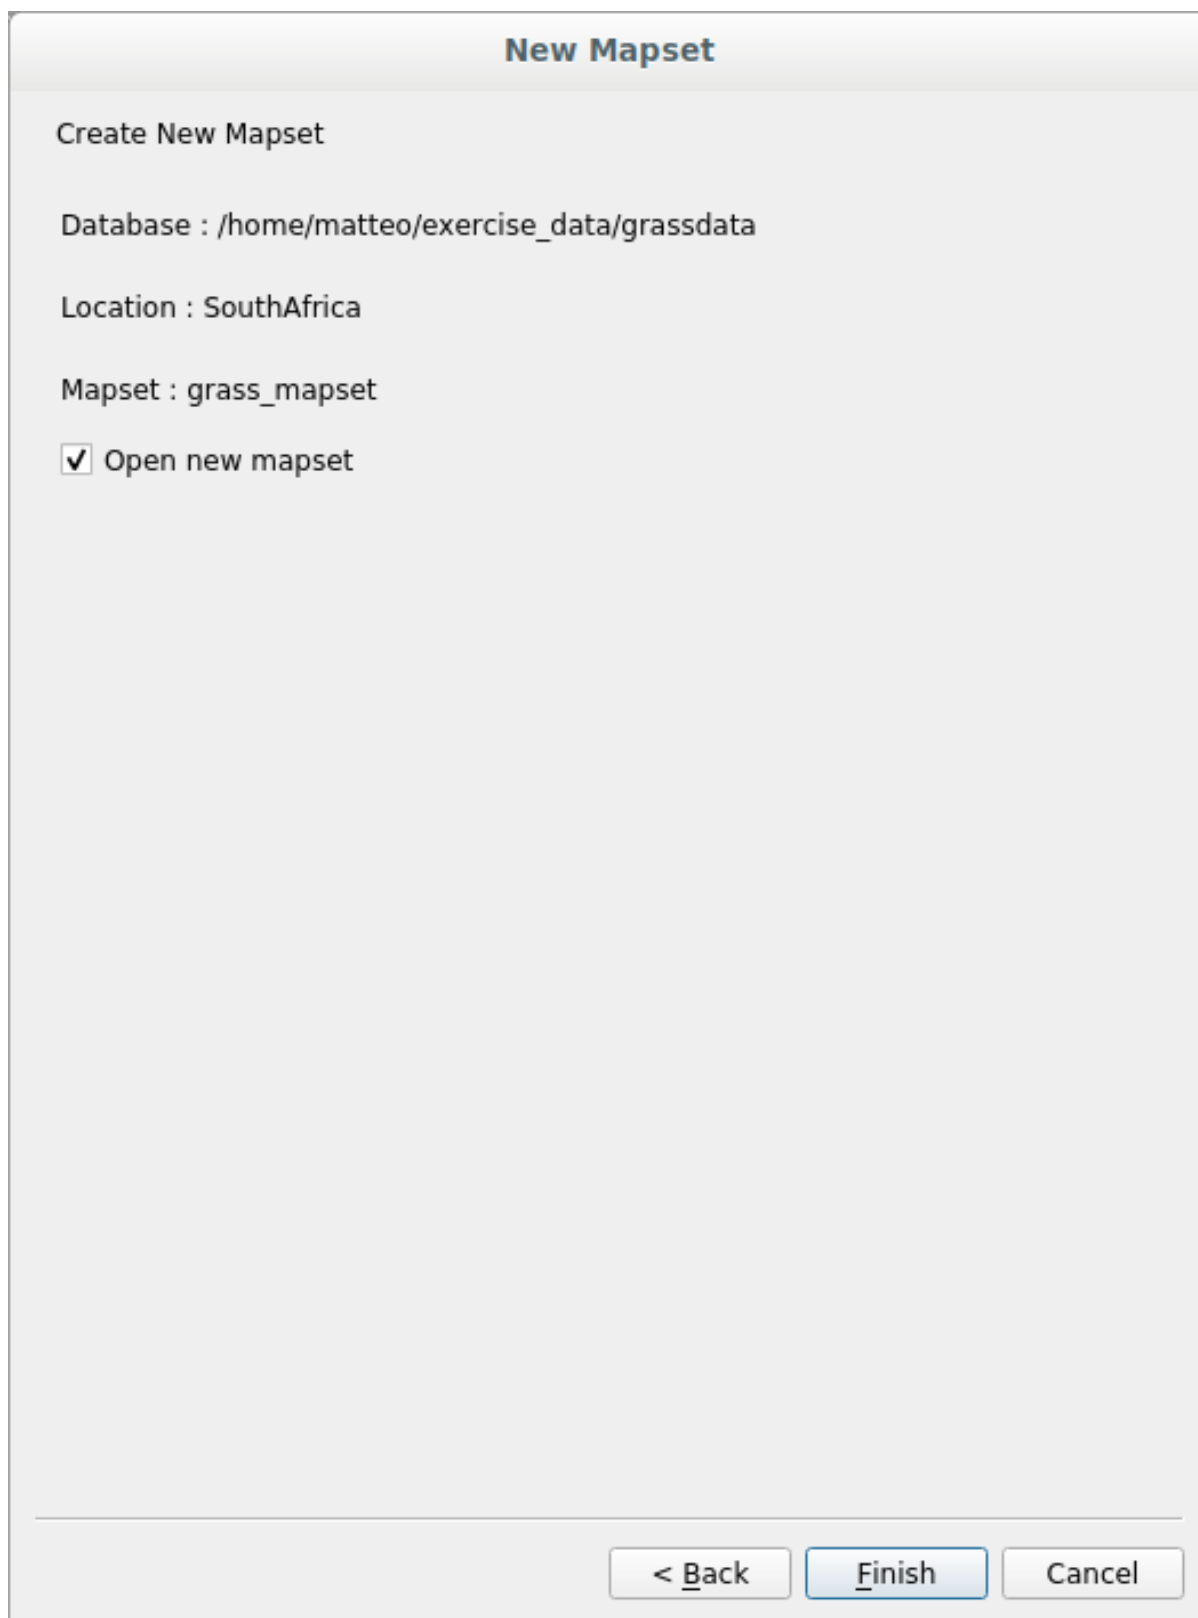 New Mapset
Create New Mapset
Database : /home/matteo/exercise_data/grassdata
Location : SouthAfrica
Mapset : grass_mapset
Open new mapset
< Back
Finish
Cancel